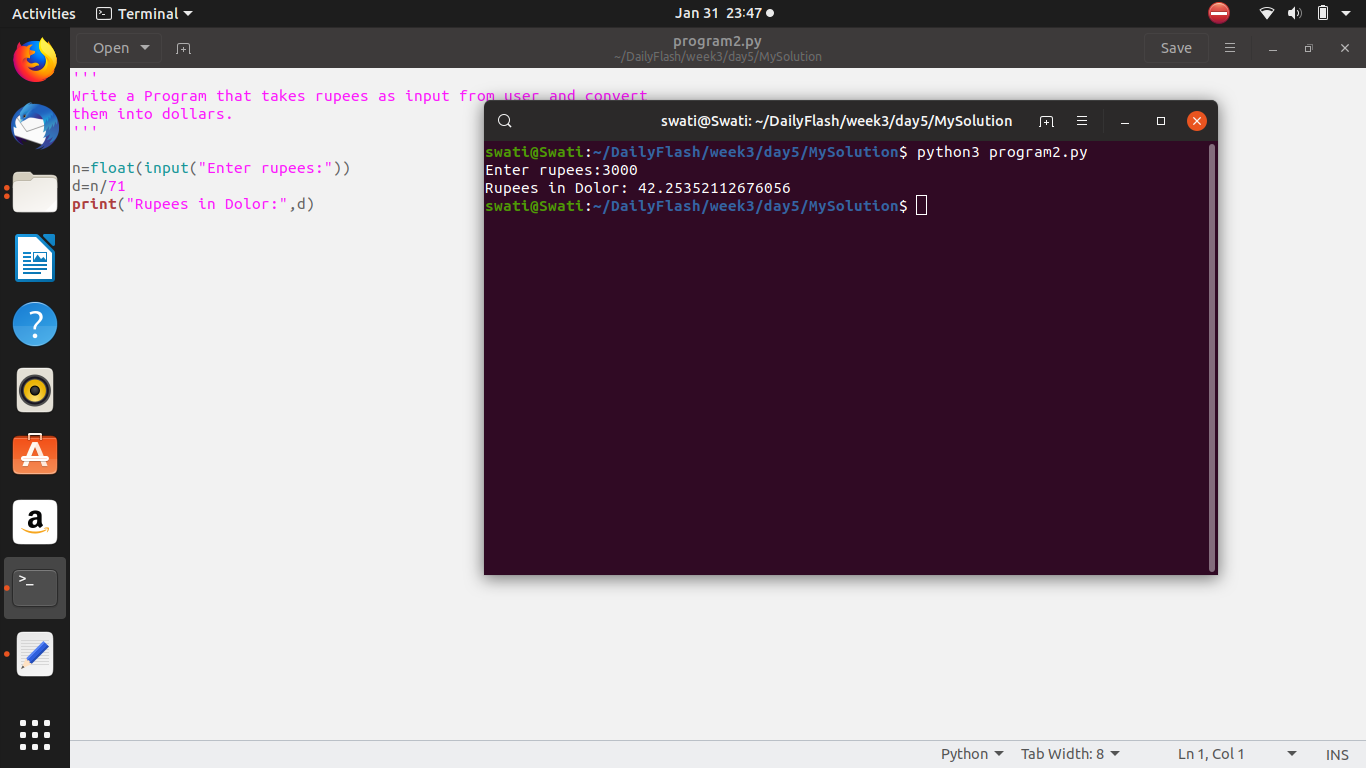 Activities
Terminal
Jan 31 23:47
Open
program2.py
~/DailyFlash/week3/day5/MySolution
Save
'''
Write a Program that takes rupees as input from user and convert
them into dollars.
'''
n=float(input("Enter rupees:"))
d=n/71
print("Rupees in Dolor:",d)
swati@Swati: ~/DailyFlash/week3/day5/MySolution
swati@Swati:~/DailyFlash/week3/day5/MySolution$ python3 program2.py
Enter rupees:3000
Rupees in Dolor: 42.25352112676056
swati@Swati:~/DailyFlash/week3/day5/MySolution$
?
a
>_
Python
Tab Width: 8
Ln 1, Col 1
INS